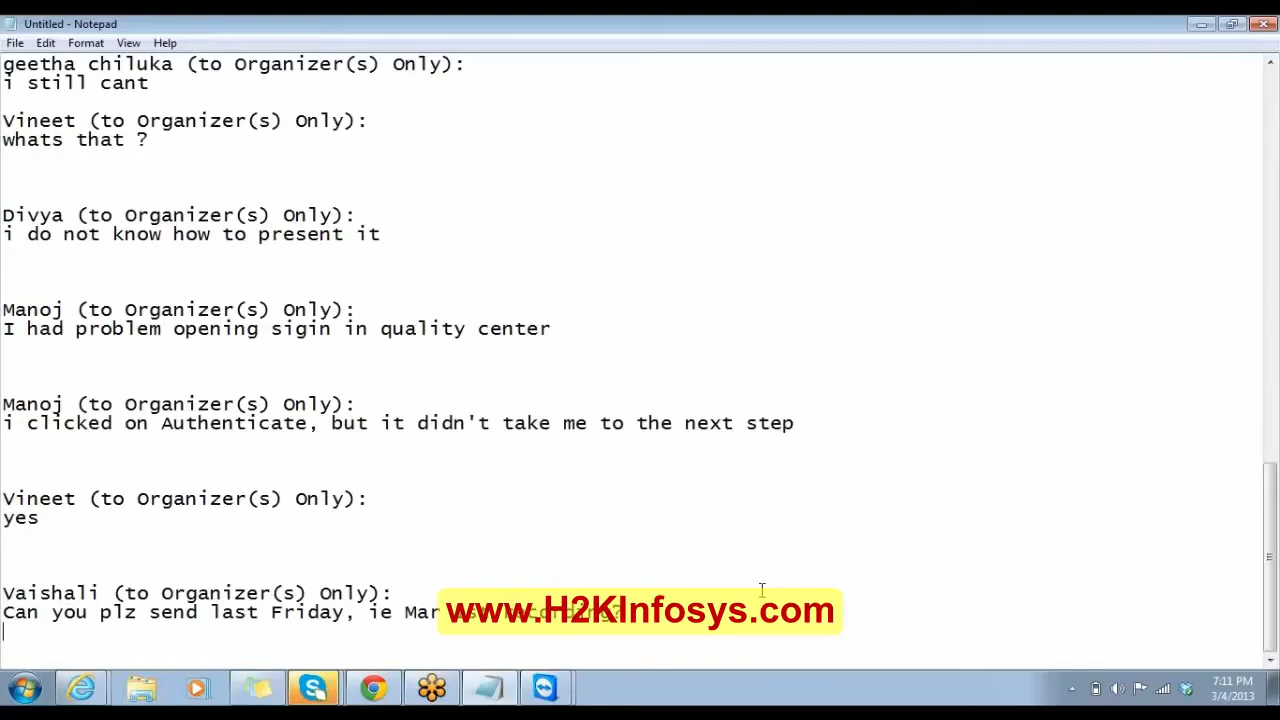 Untitled - Notepad
File Edit Format View Help
geetha chiluka (to Organizer(s) Only):
i still cant
Vineet (to Organizer(s) Only):
whats that ?
Divya (to Organizer(s) Only):
i do not know how to present it
Manoj (to Organizer(s) Only):
I had problem opening sigin in quality center
Manoj (to Organizer(s) Only):
i clicked on Authenticate, but it didn't take me to the next step
Vineet (to Organizer(s) Only):
yes
Vaishali (to Organizer(s) Only):
Can you plz send last Friday, ie Mar recording?
www.H2KInfosys.com
7:11 PM
3/4/2013